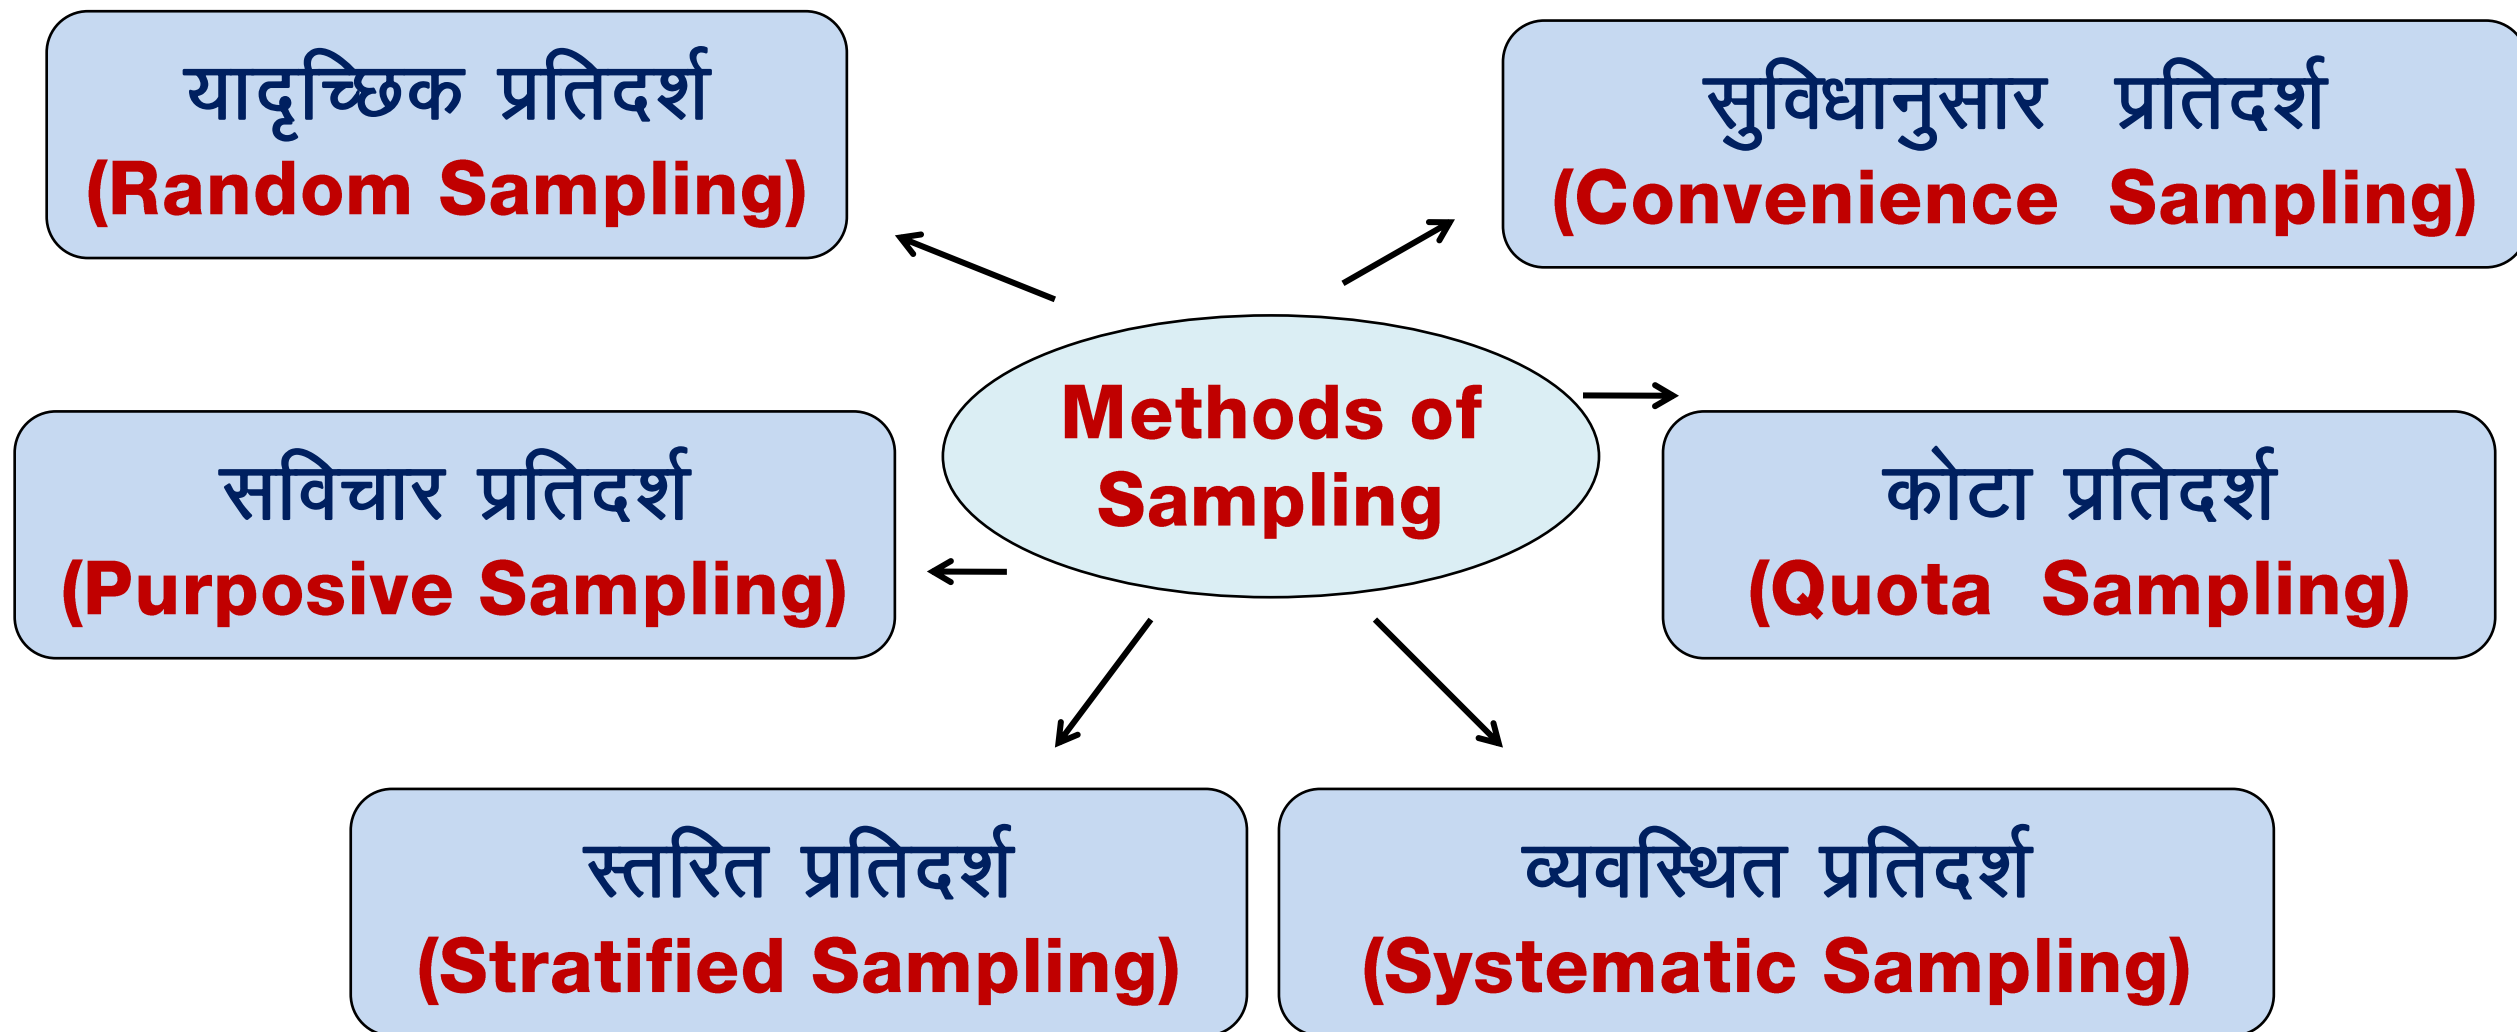 यादृच्छिक प्रतिदर्श
(Random Sampling)
सुविधानुसार प्रतिदर्श
(Convenience Sampling)
Methods of
Sampling
सविचार प्रतिदर्श
(Purposive Sampling)
कोटा प्रतिदर्श
(Quota Sampling)
स्तरित प्रतिदर्श
(Stratified Sampling)
व्यवस्थित प्रतिदर्श
(Systematic Sampling)